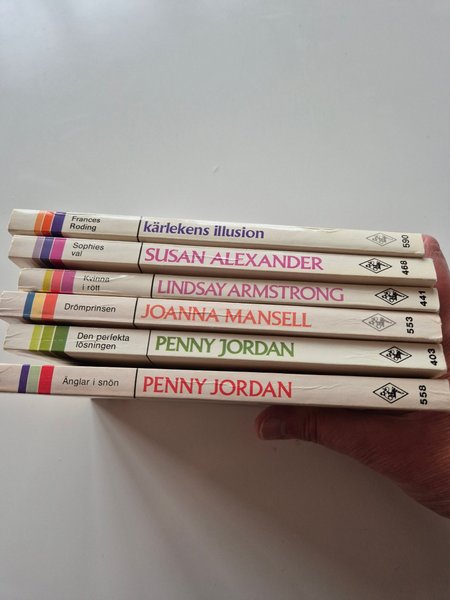 Frances
Roding
kärlekens illusion
590
Sophies
val
SUSAN ALEXANDER
468
Kvinna
i rött
LINDSAY ARMSTRONG
441
Drömprinsen
JOANNA MANSELL
553
Den perfekta
lösningen
PENNY JORDAN
403
Änglar i snön
PENNY JORDAN
558